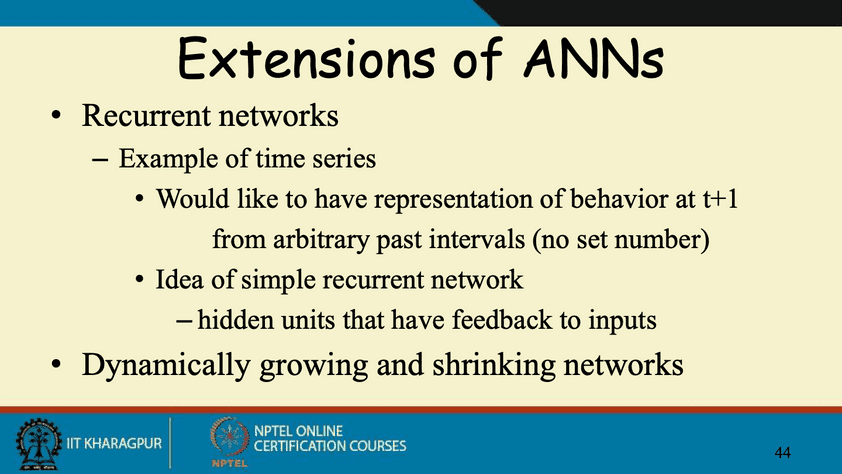 Extensions of ANNs
• Recurrent networks
– Example of time series
• Would like to have representation of behavior at t+1
from arbitrary past intervals (no set number)
• Idea of simple recurrent network
– hidden units that have feedback to inputs
• Dynamically growing and shrinking networks
IIT KHARAGPUR
NPTEL
NPTEL ONLINE
CERTIFICATION COURSES
44